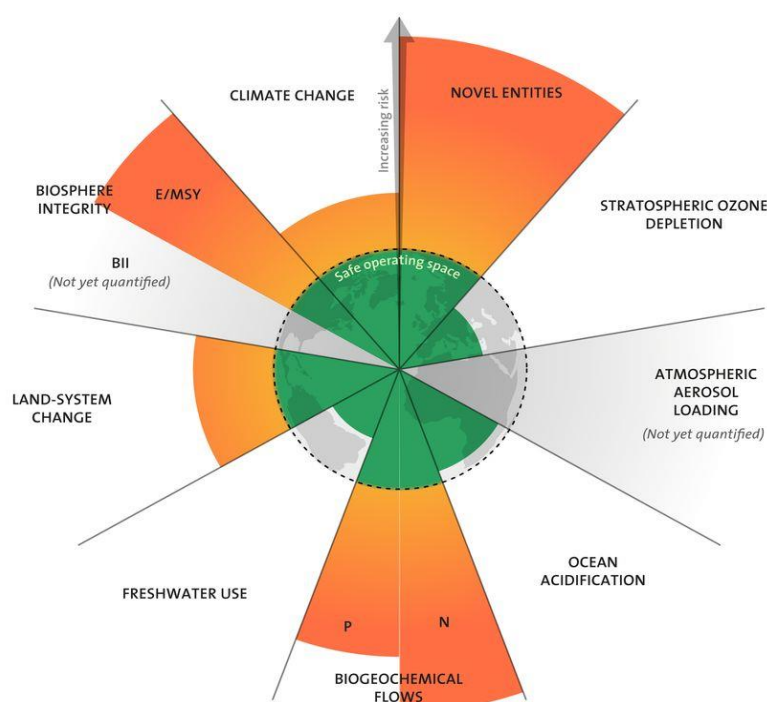 CLIMATE CHANGE
Increasing risk
NOVEL ENTITIES
BIOSPHERE
INTEGRITY
E/MSY
STRATOSPHERIC OZONE
DEPLETION
BII
(Not yet quantified)
Safe operating space
LAND-SYSTEM
CHANGE
ATMOSPHERIC
AEROSOL
LOADING
(Not yet quantified)
FRESHWATER USE
OCEAN
ACIDIFICATION
P
N
BIOGEOCHEMICAL
FLOWS